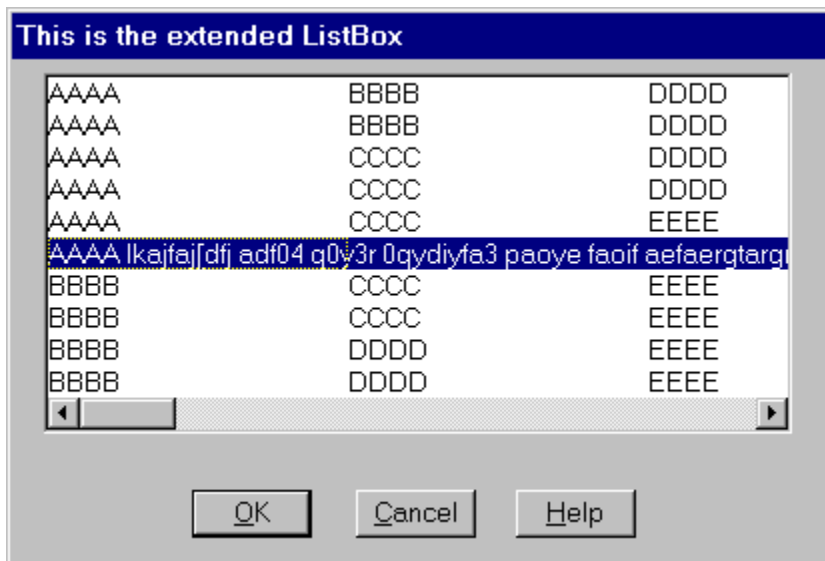 This is the extended ListBox
AAAA BBBB DDDD
AAAA BBBB DDDD
AAAA CCCC DDDD
AAAA CCCC DDDD
AAAA CCCC EEEE
AAAA lkajfaj[dfj adf04 q0y3r 0qydiyfa3 paoye faoif
BBBB CCCC EEEE
BBBB CCCC EEEE
BBBB DDDD EEEE
BBBB DDDD EEEE
OK Cancel Help